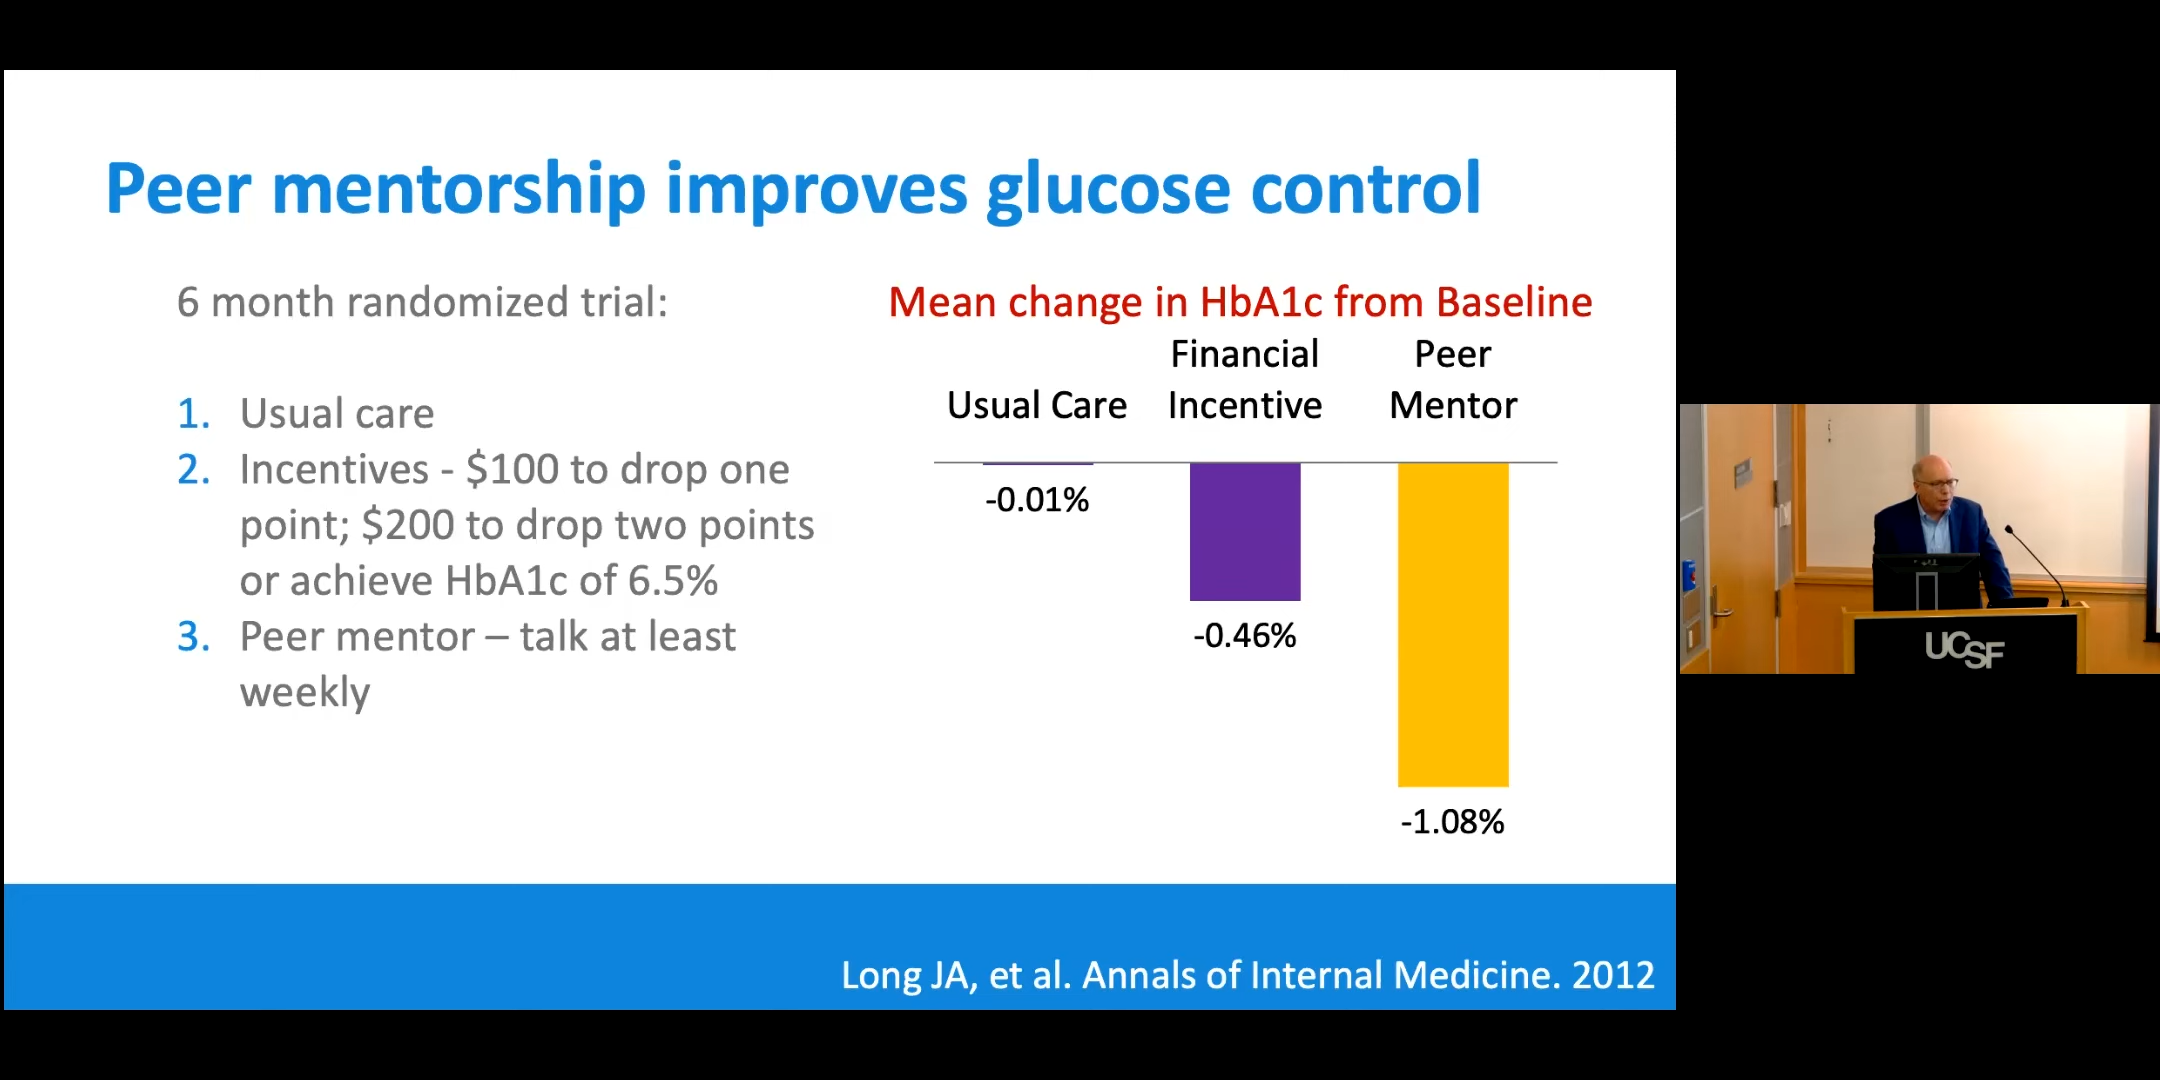 Peer mentorship improves glucose control
6 month randomized trial:
1. Usual care
2. Incentives - $100 to drop one
point; $200 to drop two points
or achieve HbA1c of 6.5%
3. Peer mentor – talk at least
weekly
Mean change in HbA1c from Baseline
Usual Care
Financial
Incentive
Peer
Mentor
-0.01%
-0.46%
-1.08%
Long JA, et al. Annals of Internal Medicine. 2012
UCSF